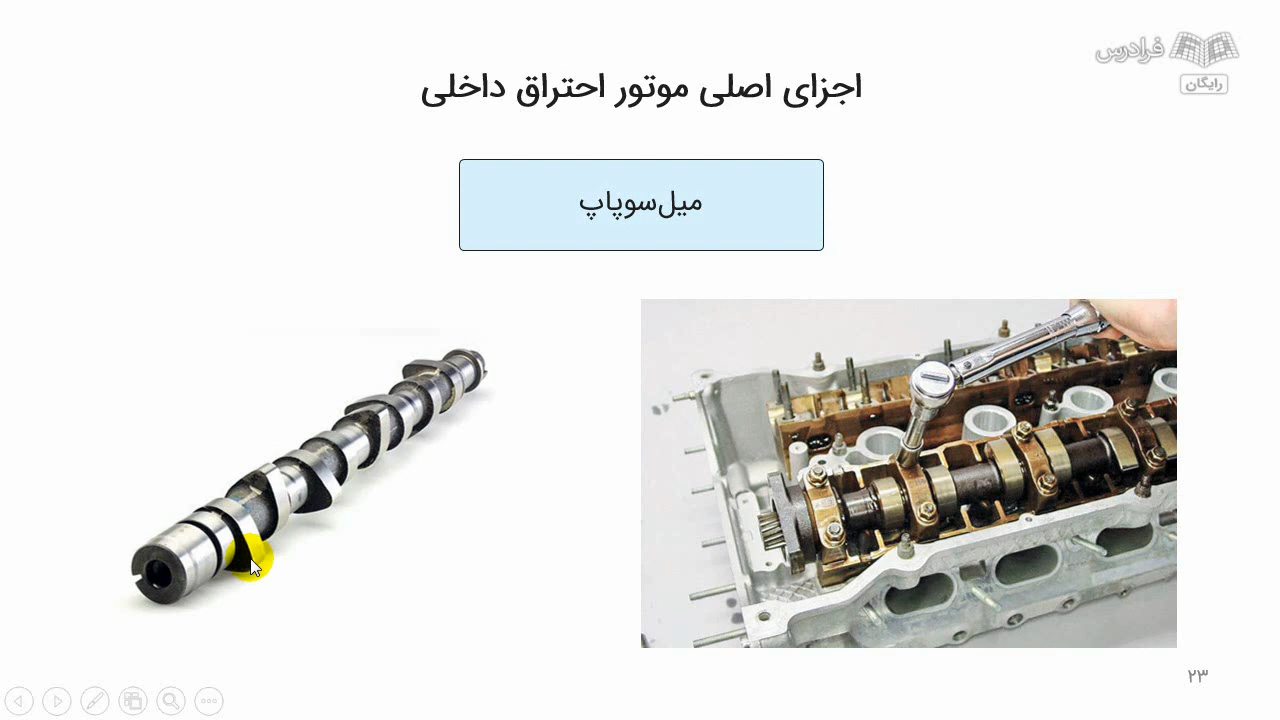 فرادرس
رایگان
اجزای اصلی موتور احتراق داخلی
میل‌سوپاپ
۲۳